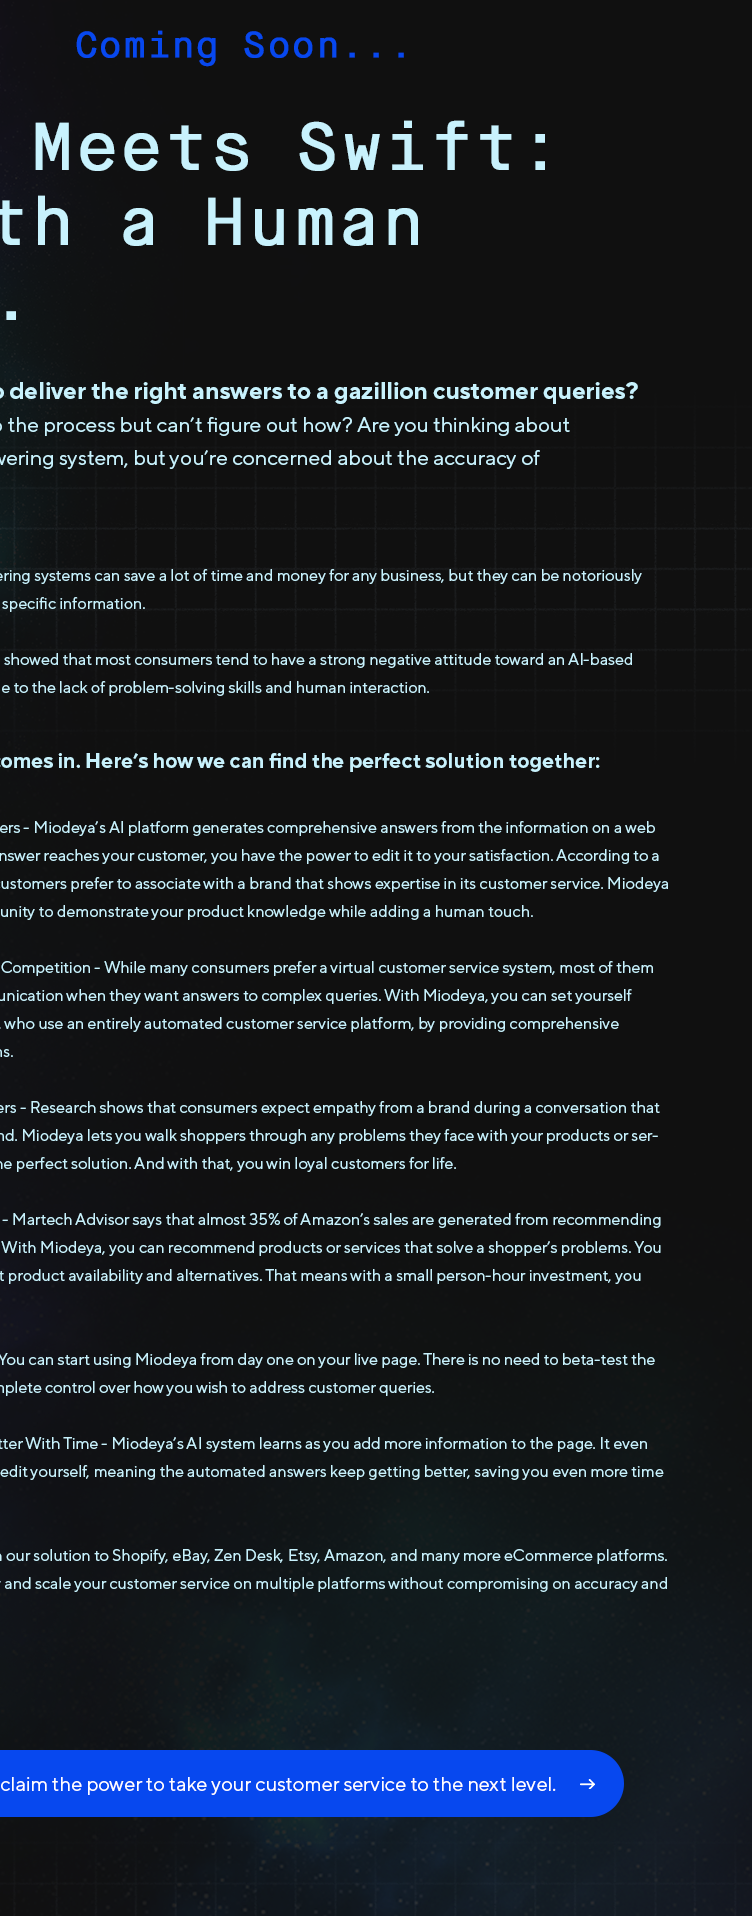 Coming Soon...
Meets Swift:
th a Human
.
deliver the right answers to a gazillion customer queries?
the process but can’t figure out how? Are you thinking about
wering system, but you’re concerned about the accuracy of
ering systems can save a lot of time and money for any business, but they can be notoriously
specific information.
showed that most consumers tend to have a strong negative attitude toward an AI-based
e to the lack of problem-solving skills and human interaction.
comes in. Here’s how we can find the perfect solution together:
ers - Miodeya’s AI platform generates comprehensive answers from the information on a web
nswer reaches your customer, you have the power to edit it to your satisfaction. According to a
ustomers prefer to associate with a brand that shows expertise in its customer service. Miodeya
unity to demonstrate your product knowledge while adding a human touch.
Competition - While many consumers prefer a virtual customer service system, most of them
unication when they want answers to complex queries. With Miodeya, you can set yourself
who use an entirely automated customer service platform, by providing comprehensive
ns.
ers - Research shows that consumers expect empathy from a brand during a conversation that
nd. Miodeya lets you walk shoppers through any problems they face with your products or ser-
he perfect solution. And with that, you win loyal customers for life.
- Martech Advisor says that almost 35% of Amazon’s sales are generated from recommending
With Miodeya, you can recommend products or services that solve a shopper’s problems. You
t product availability and alternatives. That means with a small person-hour investment, you
You can start using Miodeya from day one on your live page. There is no need to beta-test the
mplete control over how you wish to address customer queries.
tter With Time - Miodeya’s AI system learns as you add more information to the page. It even
edit yourself, meaning the automated answers keep getting better, saving you even more time
our solution to Shopify, eBay, Zen Desk, Etsy, Amazon, and many more eCommerce platforms.
and scale your customer service on multiple platforms without compromising on accuracy and
claim the power to take your customer service to the next level. →